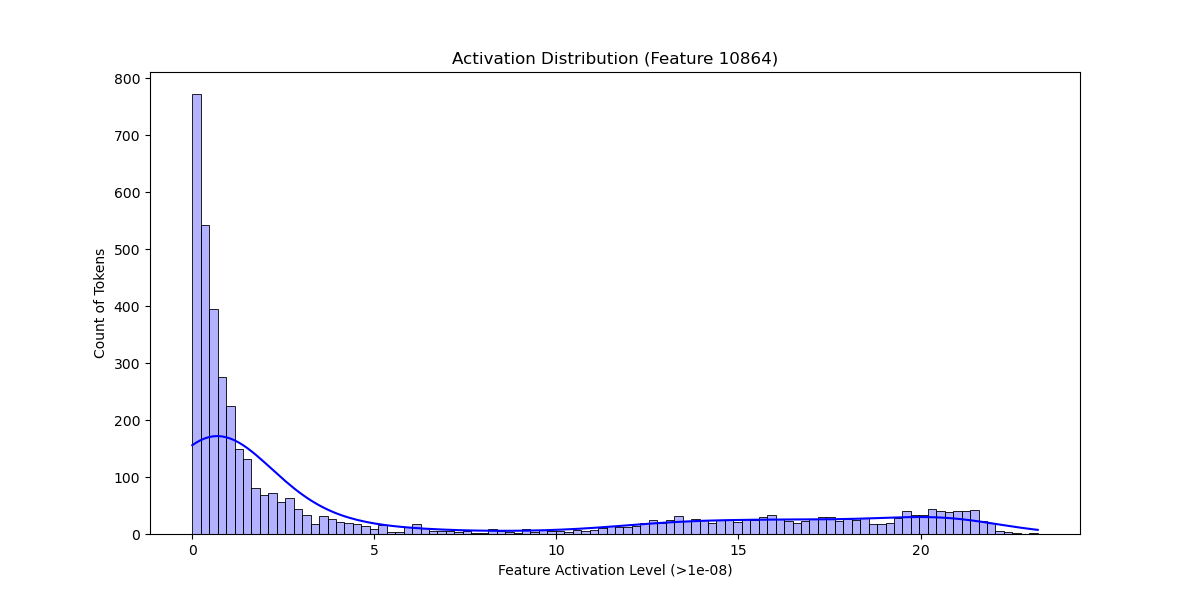 Activation Distribution (Feature 10864)
800
700
600
500
400
300
200
100
0
Count of Tokens
0 5 10 15 20
Feature Activation Level (>1e-08)